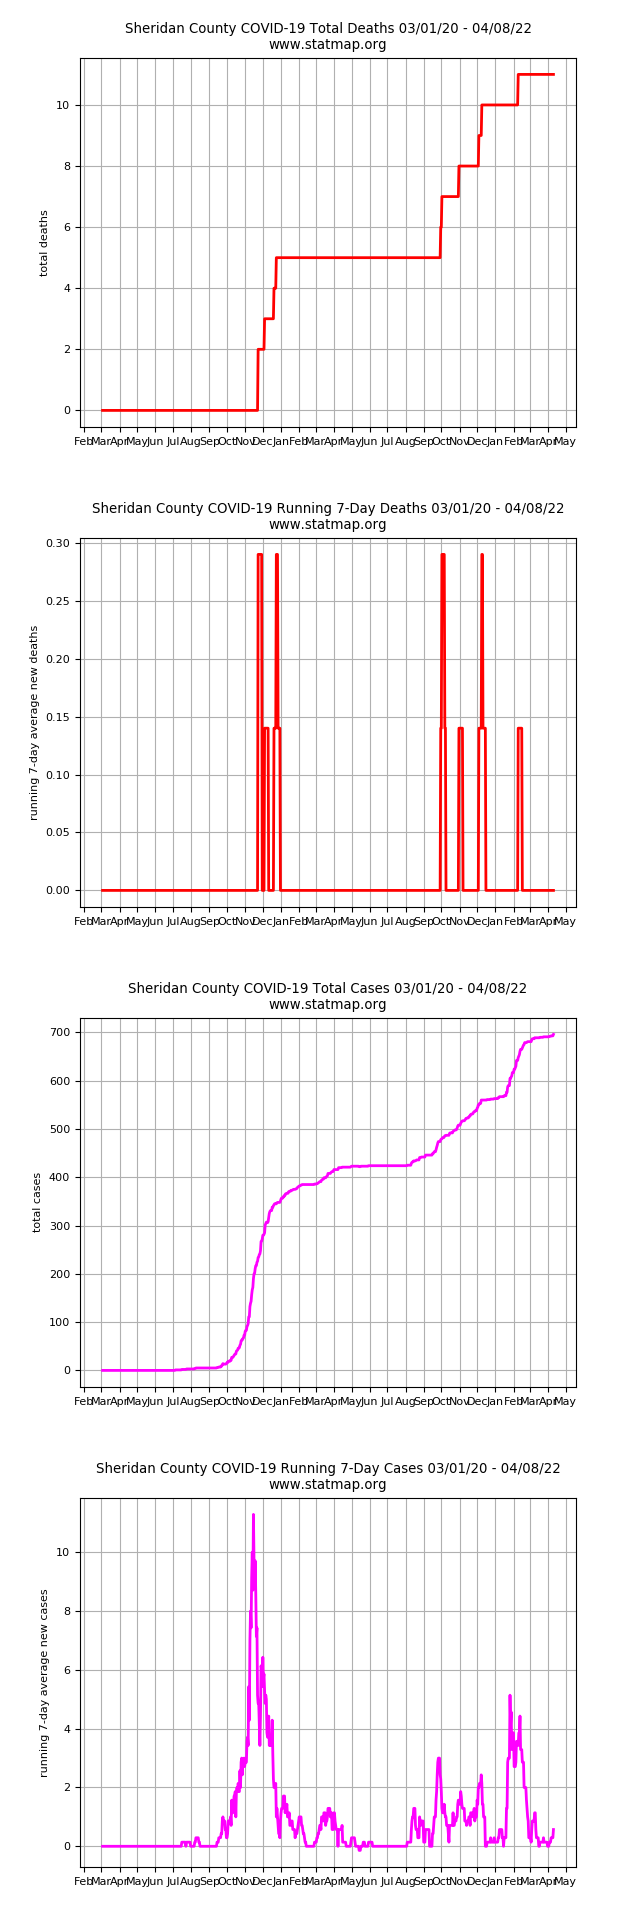 Sheridan County COVID-19 Total Deaths 03/01/20 - 04/08/22
www.statmap.org
10
8
6
4
2
0
total deaths
Feb Mar Apr May Jun Jul Aug Sep Oct Nov Dec Jan Feb Mar Apr May Jun Jul Aug Sep Oct Nov Dec Jan Feb Mar Apr May
Sheridan County COVID-19 Running 7-Day Deaths 03/01/20 - 04/08/22
www.statmap.org
0.30
0.25
0.20
0.15
0.10
0.05
0.00
running 7-day average new deaths
Feb Mar Apr May Jun Jul Aug Sep Oct Nov Dec Jan Feb Mar Apr May Jun Jul Aug Sep Oct Nov Dec Jan Feb Mar Apr May
Sheridan County COVID-19 Total Cases 03/01/20 - 04/08/22
www.statmap.org
700
600
500
400
300
200
100
0
total cases
Feb Mar Apr May Jun Jul Aug Sep Oct Nov Dec Jan Feb Mar Apr May Jun Jul Aug Sep Oct Nov Dec Jan Feb Mar Apr May
Sheridan County COVID-19 Running 7-Day Cases 03/01/20 - 04/08/22
www.statmap.org
10
8
6
4
2
0
running 7-day average new cases
Feb Mar Apr May Jun Jul Aug Sep Oct Nov Dec Jan Feb Mar Apr May Jun Jul Aug Sep Oct Nov Dec Jan Feb Mar Apr May